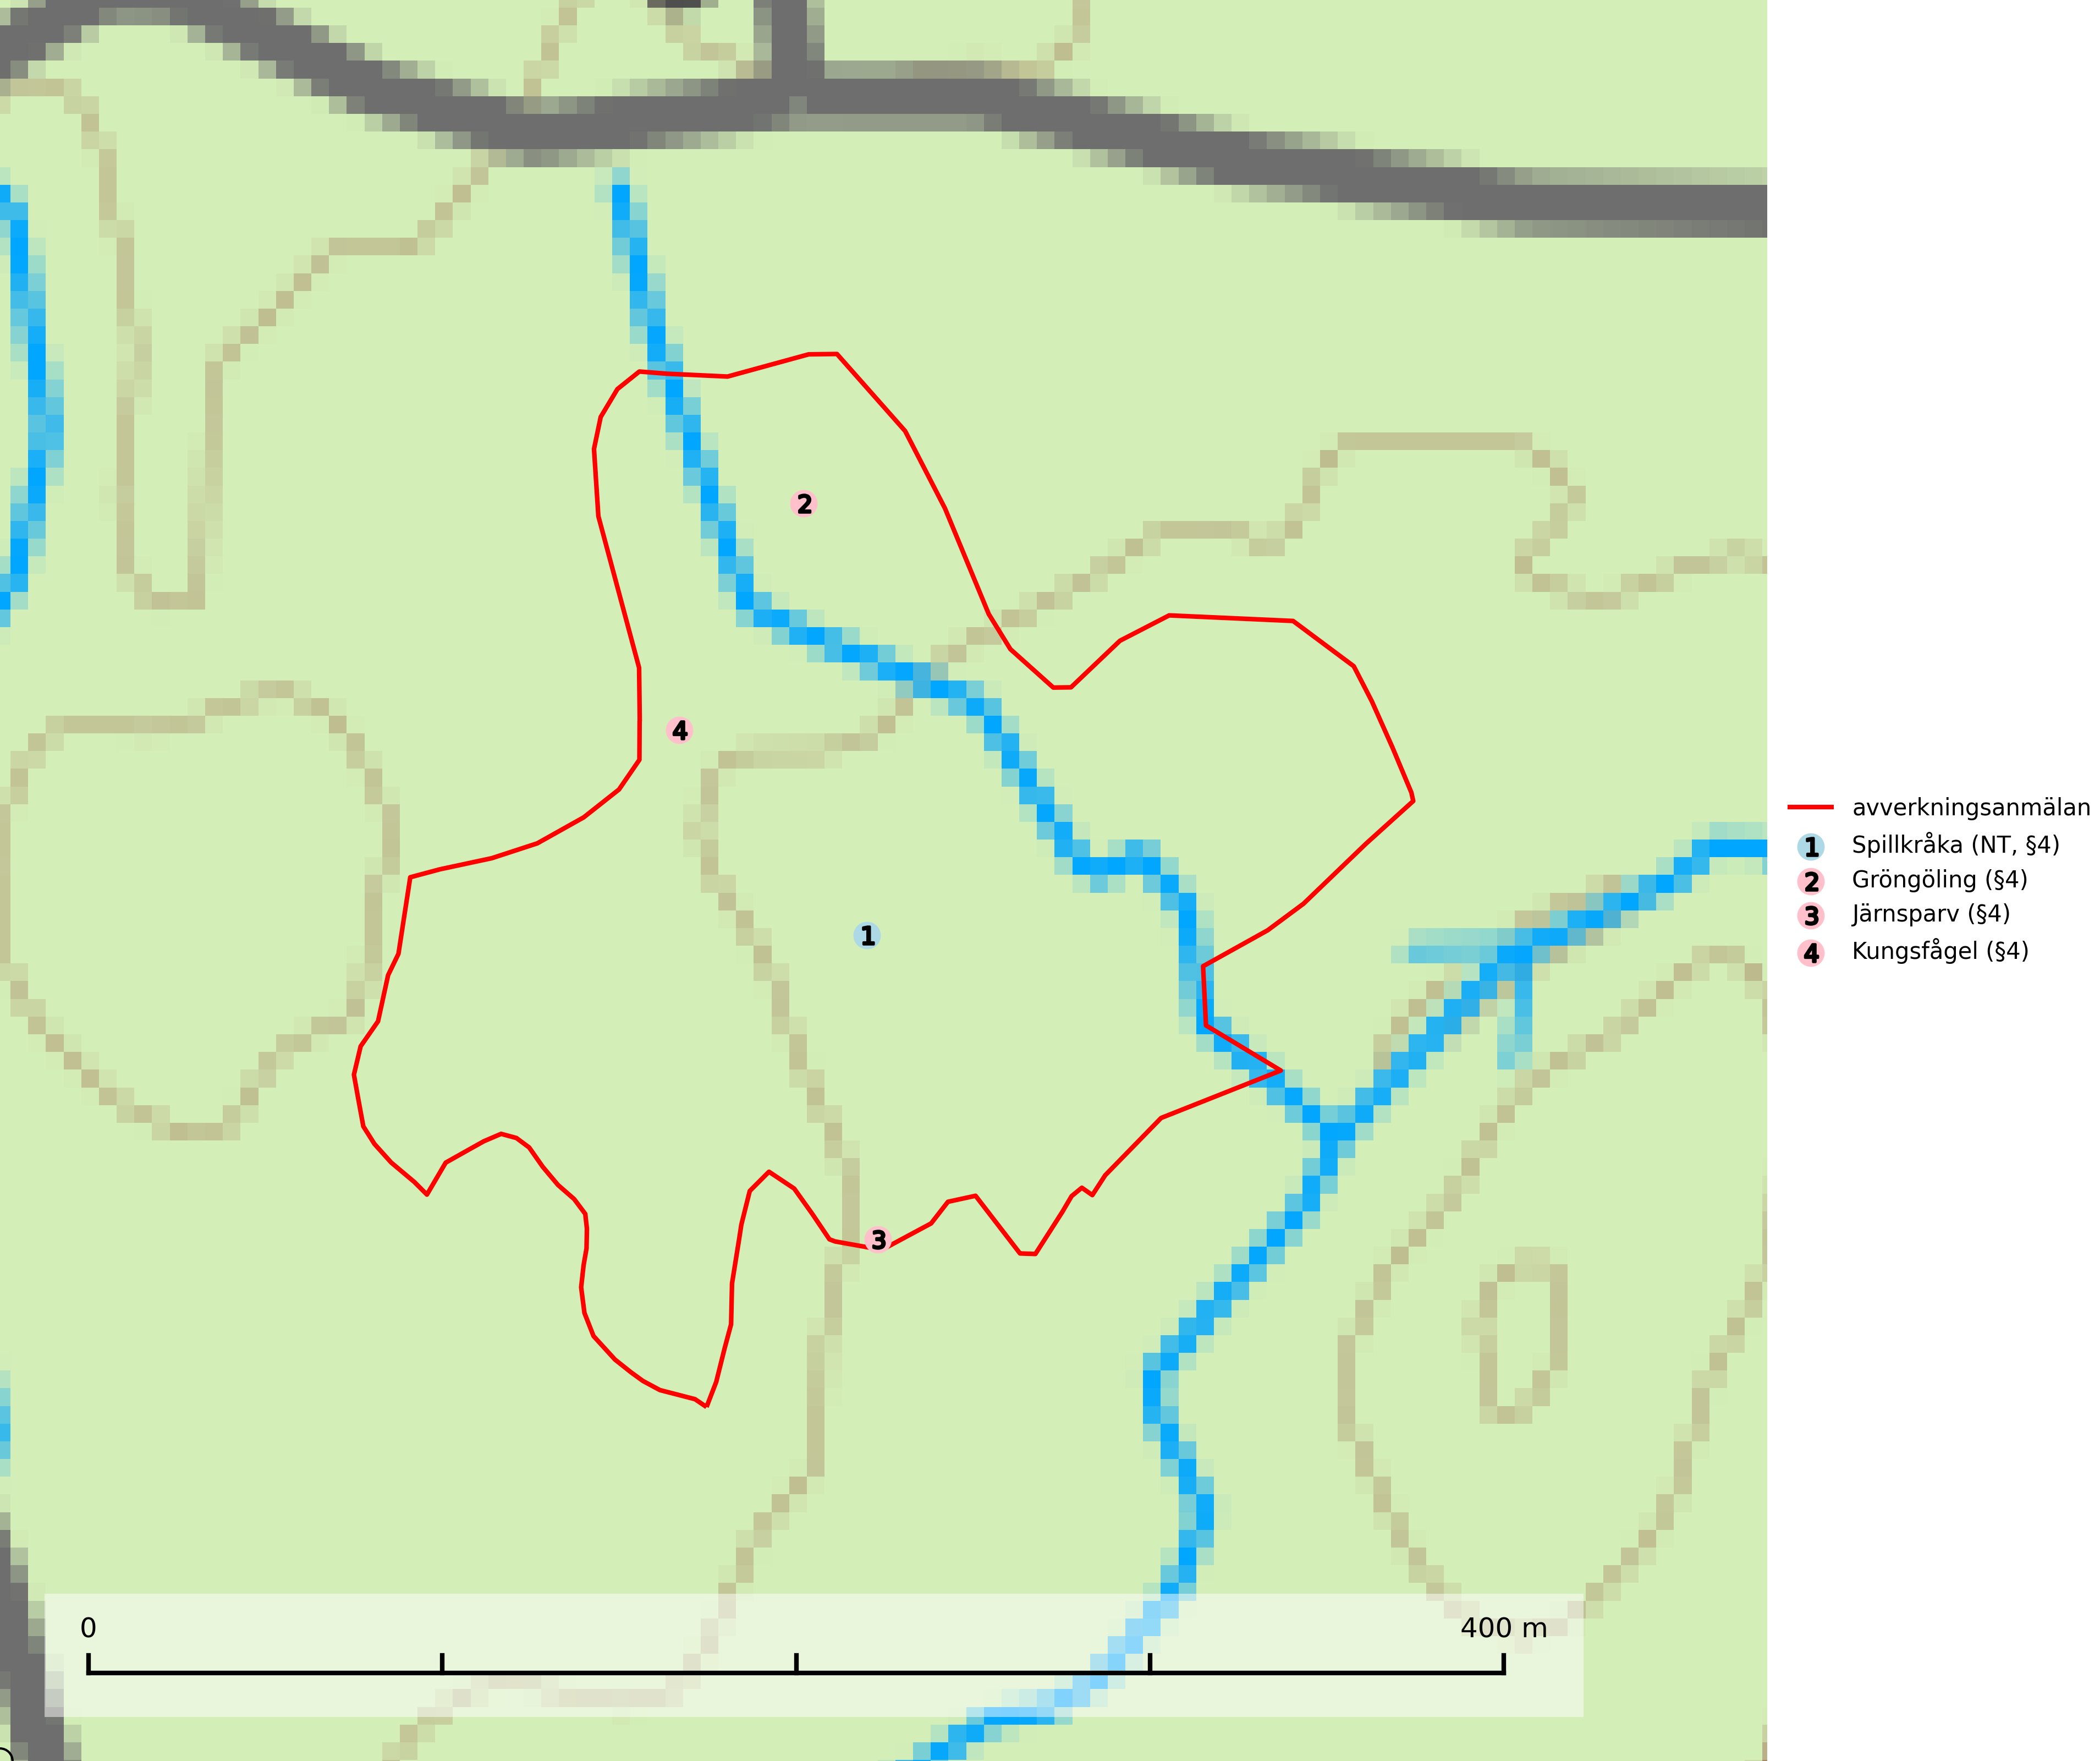 2
4
1
3
0
400 m
avverkningsanmälan
1 Spillkråka (NT, §4)
2 Gröngöling (§4)
3 Järnsparv (§4)
4 Kungsfågel (§4)